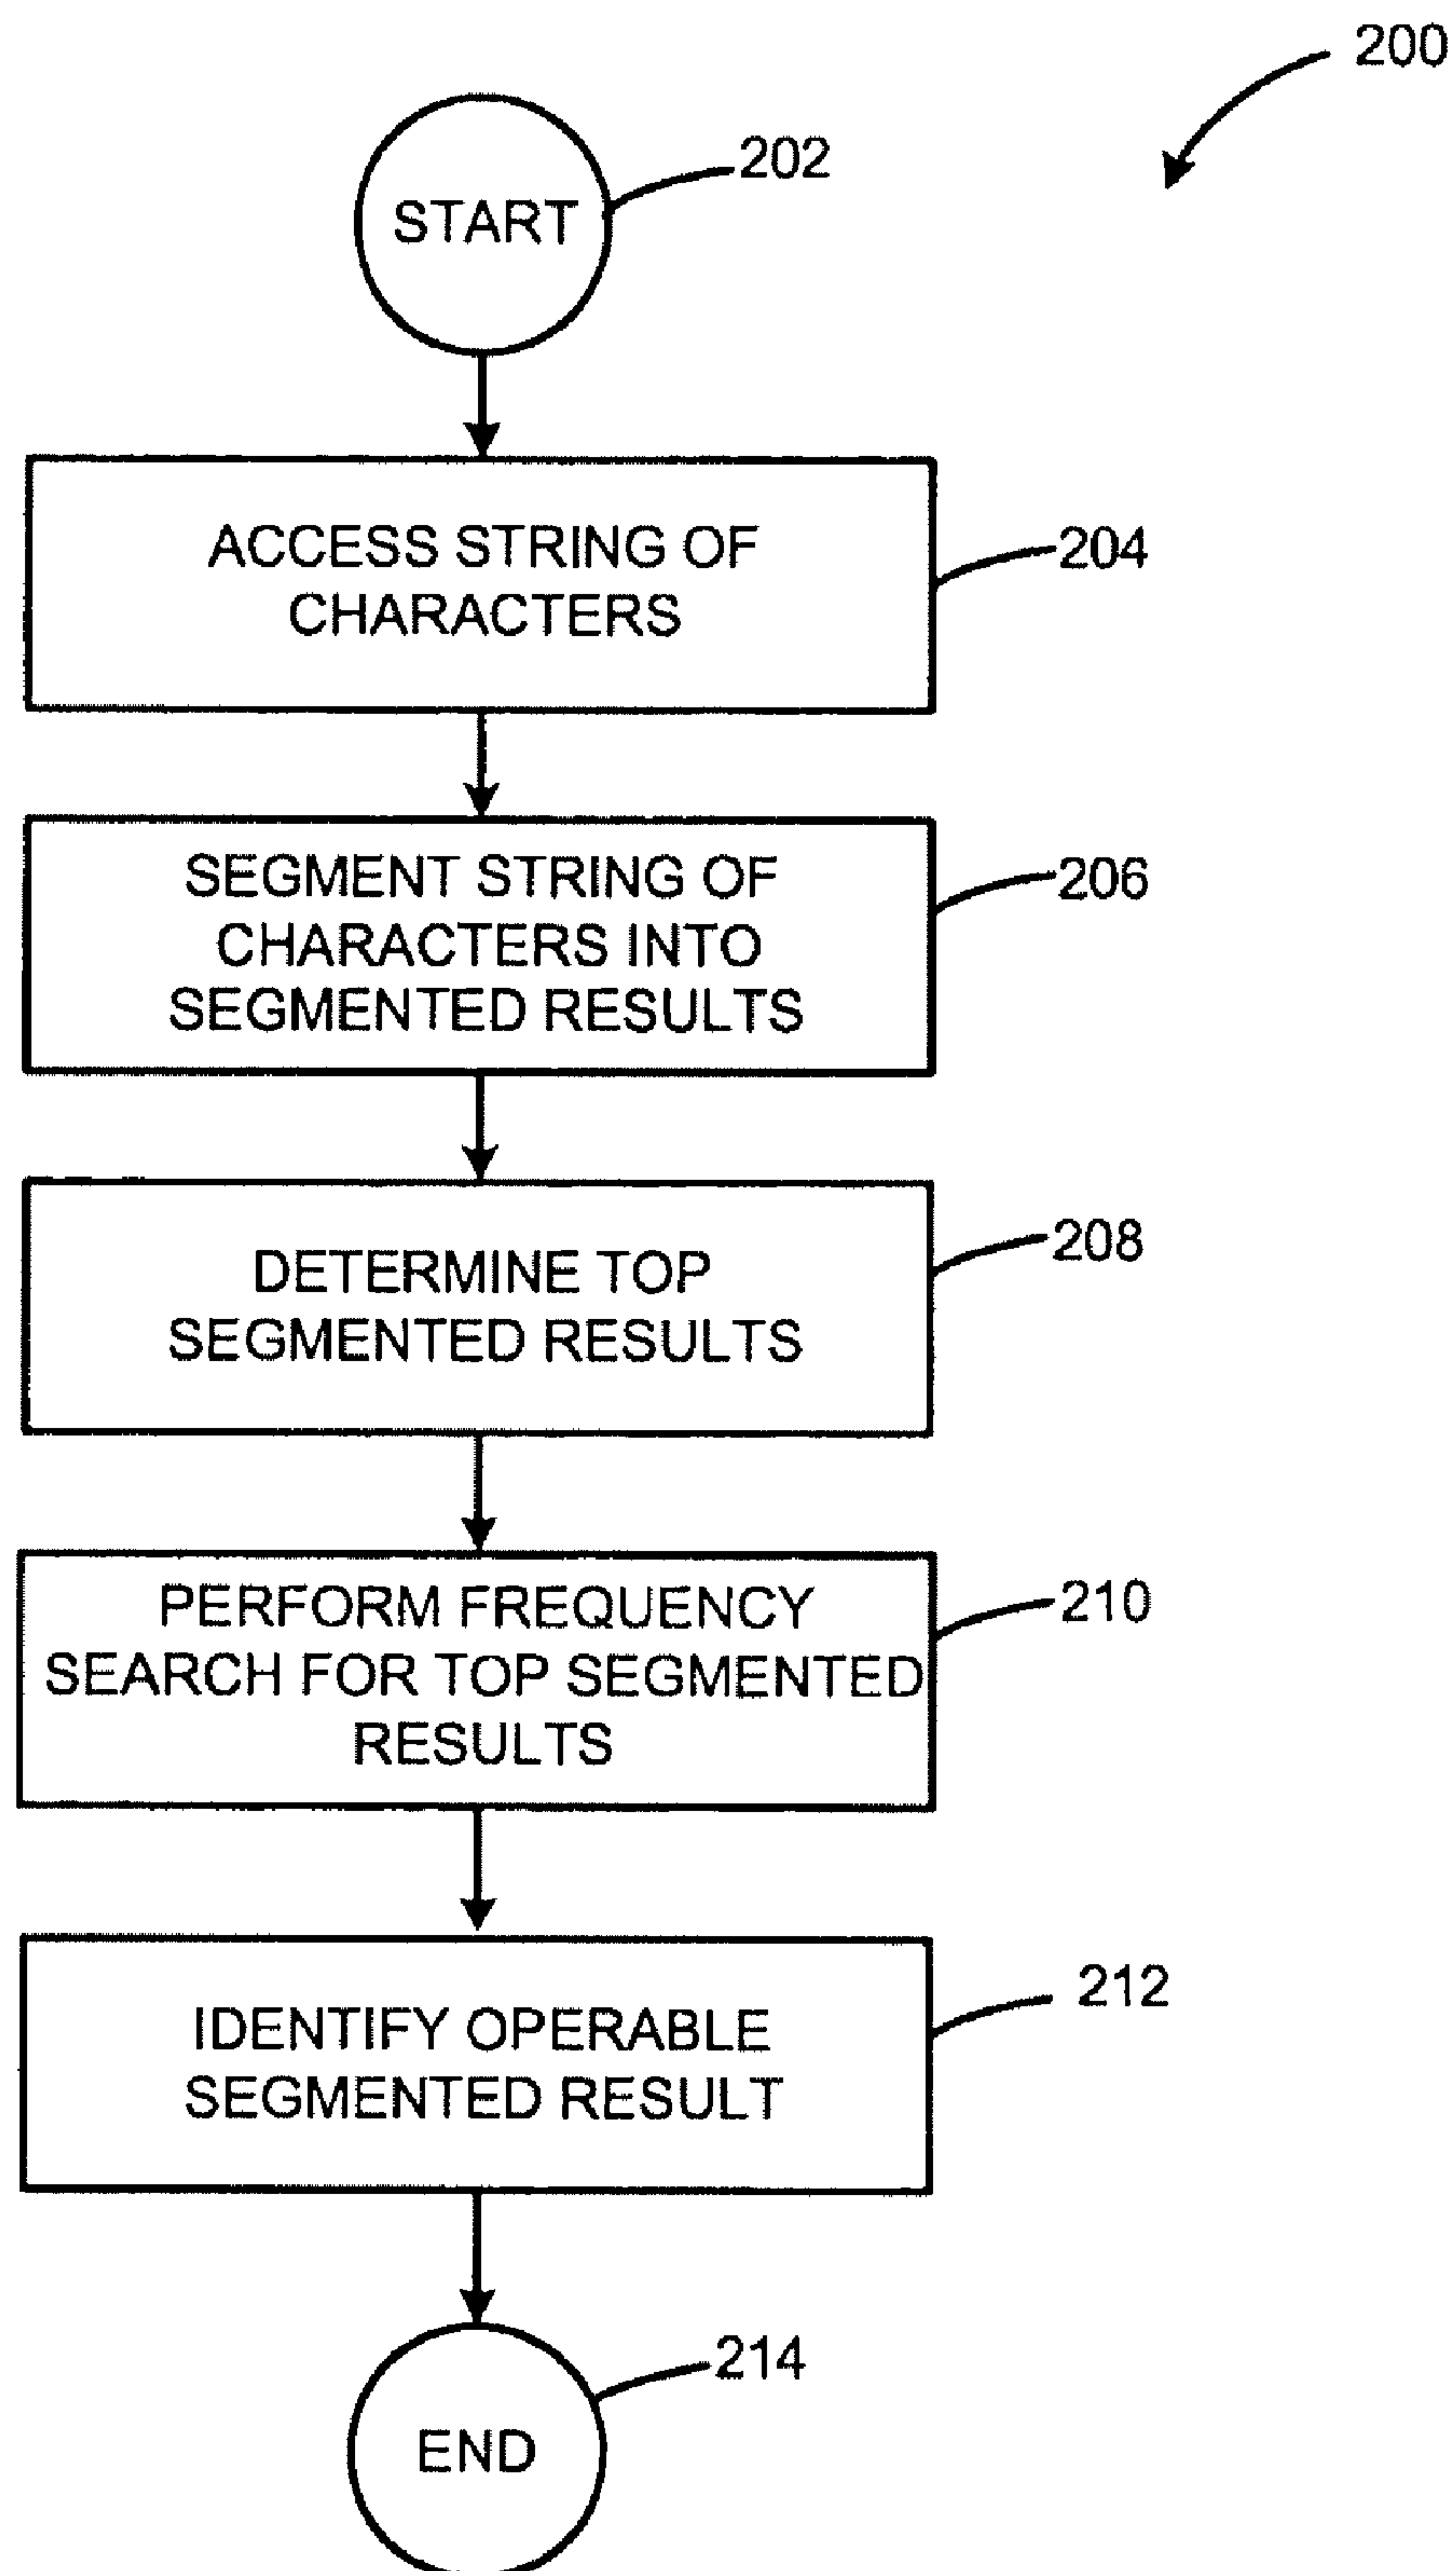 200
202
START
ACCESS STRING OF
CHARACTERS
204
SEGMENT STRING OF
CHARACTERS INTO
SEGMENTED RESULTS
206
DETERMINE TOP
SEGMENTED RESULTS
208
PERFORM FREQUENCY
SEARCH FOR TOP SEGMENTED
RESULTS
210
IDENTIFY OPERABLE
SEGMENTED RESULT
212
214
END